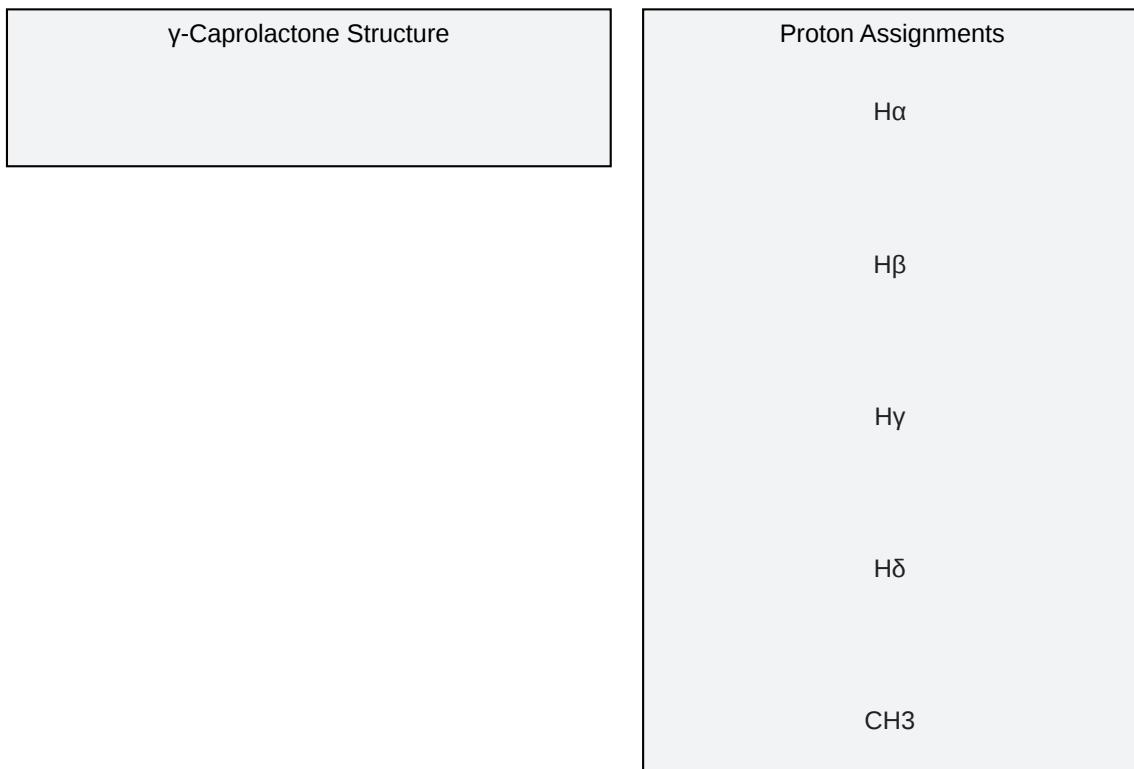 γ-Caprolactone Structure
Proton Assignments
Hα
Hβ
Hγ
Hδ
CH3